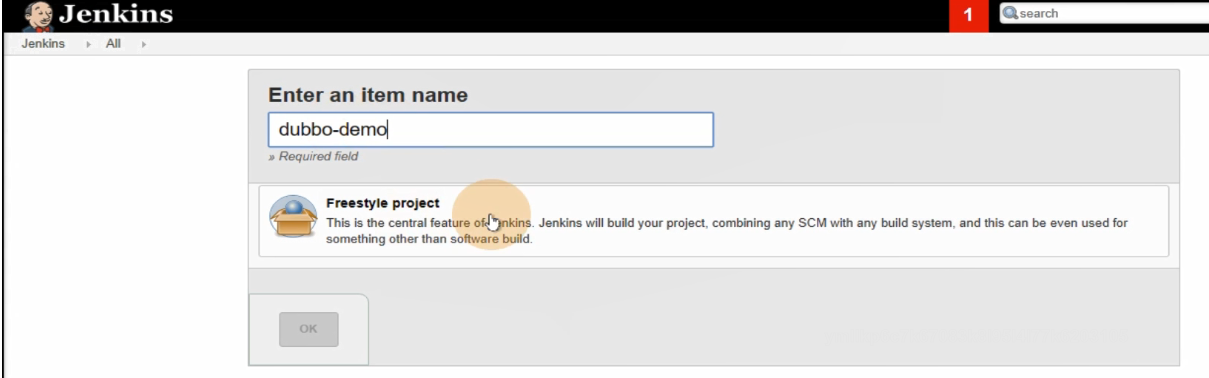 Jenkins
1
search
Jenkins All
Enter an item name
dubbo-demo
» Required field
Freestyle project
This is the central feature of Jenkins. Jenkins will build your project, combining any SCM with any build system, and this can be even used for
something other than software build.
OK